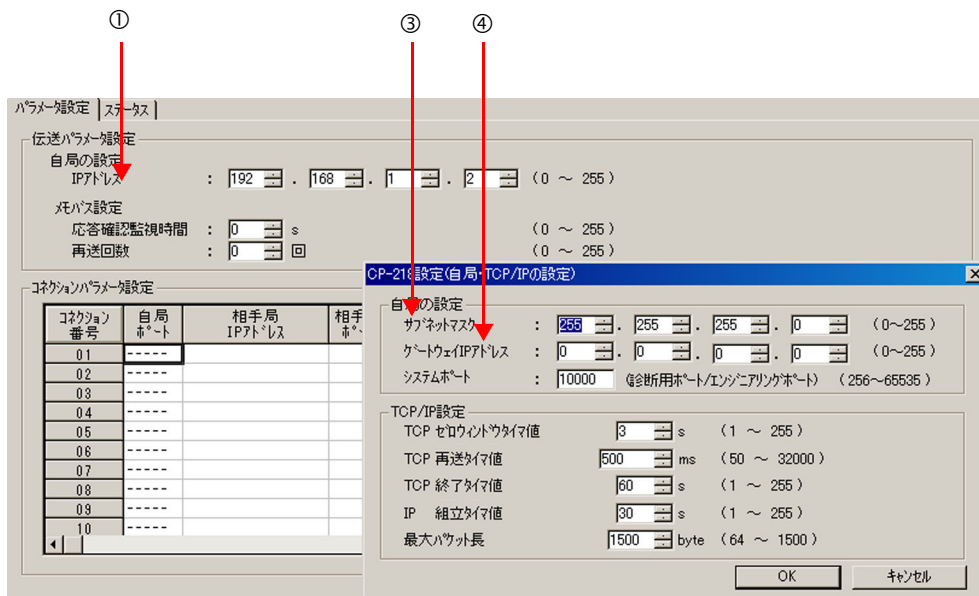 ① ③ ④
パラメータ設定 ステータス
伝送パラメータ設定
自局の設定
IPアドレス : 192 . 168 . 1 . 2 (0 ～ 255)
メモバス設定
応答確認監視時間 : 0 s (0 ～ 255)
再送回数 : 0 回 (0 ～ 255)
コネクションパラメータ設定
コネクション番号 自局ポート 相手局IPアドレス 相手
01 -----
02 -----
03 -----
04 -----
05 -----
06 -----
07 -----
08 -----
09 -----
10 -----
CP-218設定(自局・TCP/IPの設定)
自局の設定
サブネットマスク : 255 . 255 . 255 . 0 (0～255)
ゲートウェイIPアドレス : 0 . 0 . 0 . 0 (0～255)
システムポート : 10000 (診断用ポート/エンジニアリングポート) (256～65535)
TCP/IP設定
TCP ゼロウィンドウタイマ値 3 s (1 ～ 255)
TCP 再送タイマ値 500 ms (50 ～ 32000)
TCP 終了タイマ値 60 s (1 ～ 255)
IP 組立タイマ値 30 s (1 ～ 255)
最大パケット長 1500 byte (64 ～ 1500)
OK キャンセル